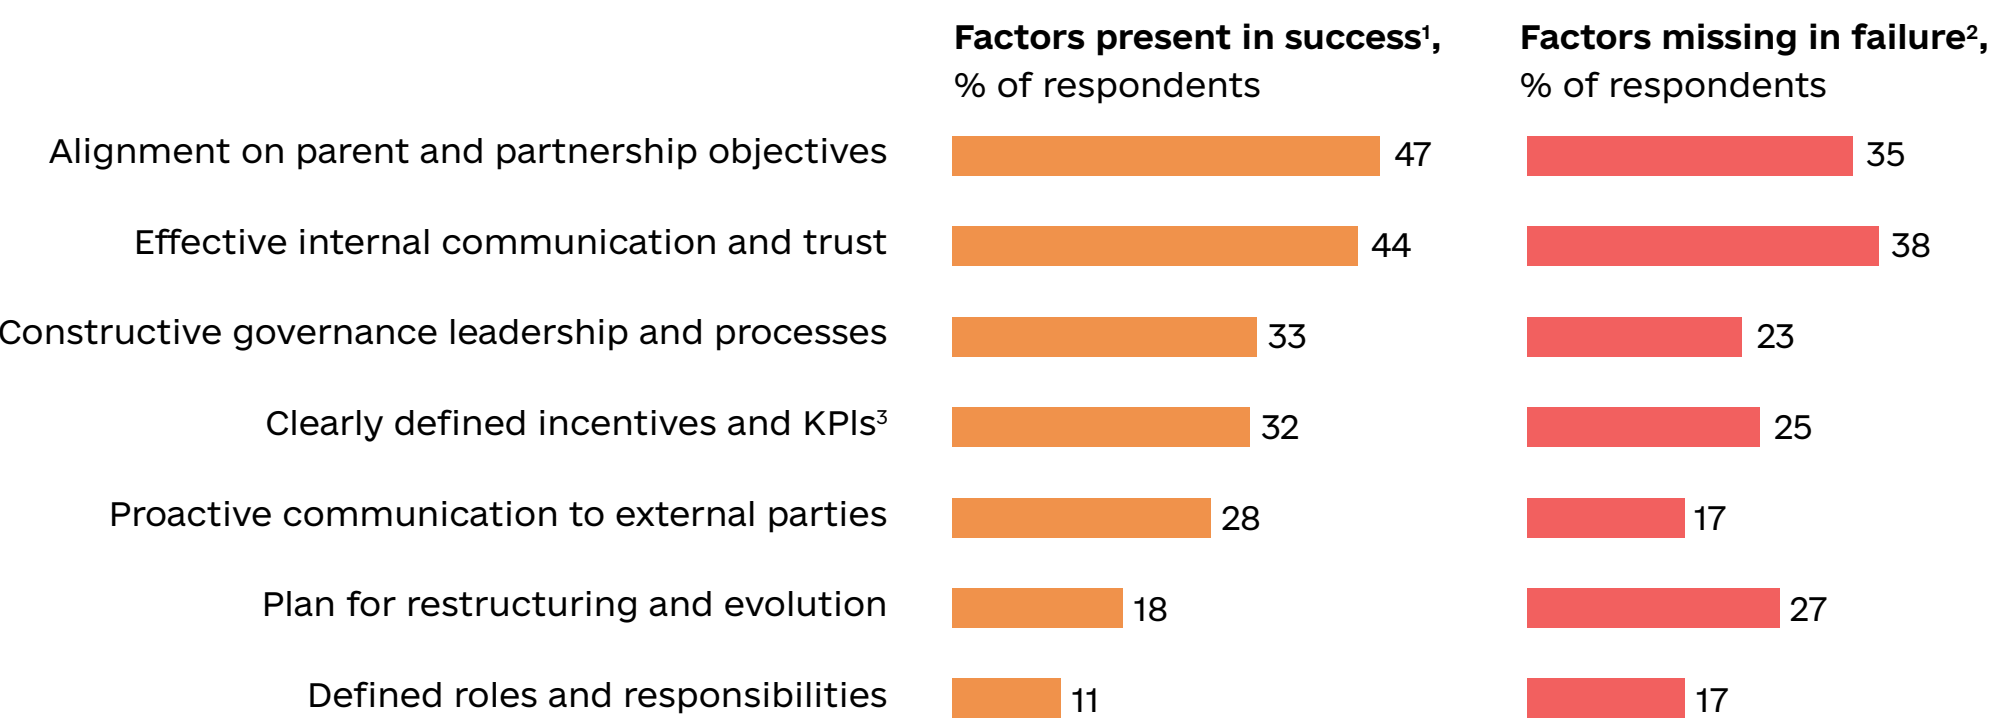 Factors present in success¹,
% of respondents
Factors missing in failure²,
% of respondents
Alignment on parent and partnership objectives 47 35
Effective internal communication and trust 44 38
Constructive governance leadership and processes 33 23
Clearly defined incentives and KPIs³ 32 25
Proactive communication to external parties 28 17
Plan for restructuring and evolution 18 27
Defined roles and responsibilities 11 17